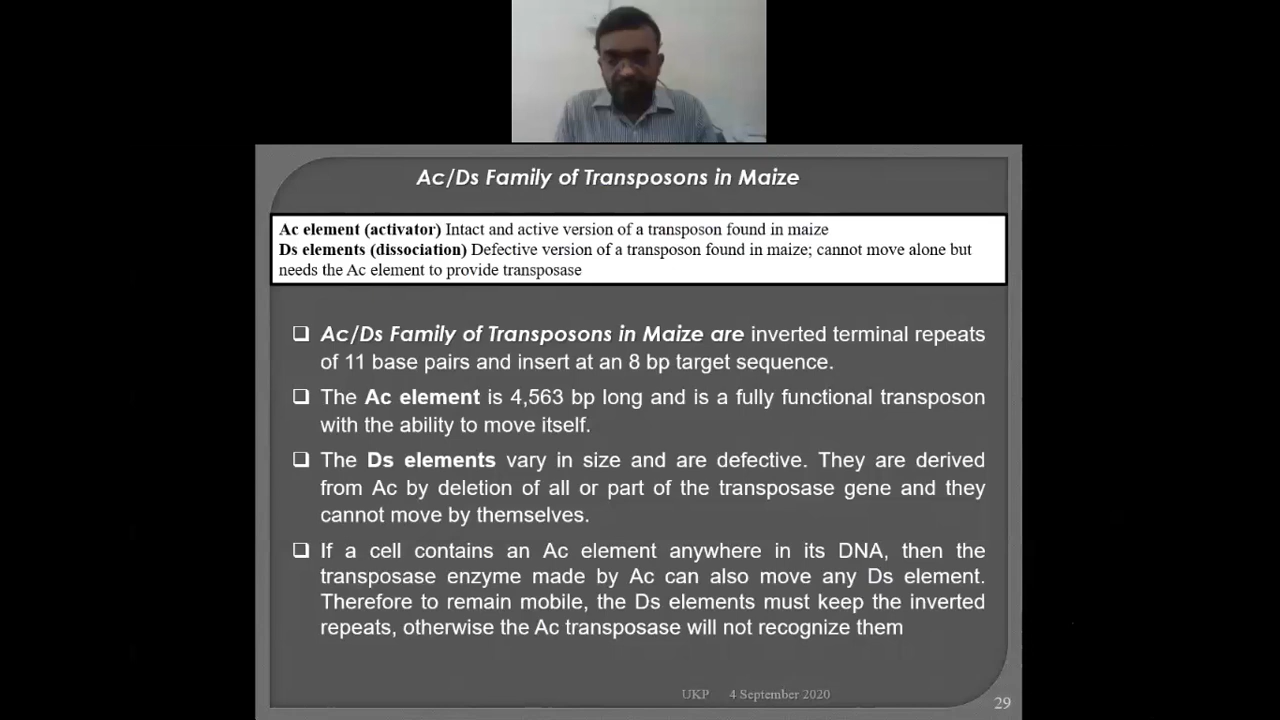 Ac/Ds Family of Transposons in Maize
Ac element (activator) Intact and active version of a transposon found in maize
Ds elements (dissociation) Defective version of a transposon found in maize; cannot move alone but
needs the Ac element to provide transposase
❑ Ac/Ds Family of Transposons in Maize are inverted terminal repeats
of 11 base pairs and insert at an 8 bp target sequence.
❑ The Ac element is 4,563 bp long and is a fully functional transposon
with the ability to move itself.
❑ The Ds elements vary in size and are defective. They are derived
from Ac by deletion of all or part of the transposase gene and they
cannot move by themselves.
❑ If a cell contains an Ac element anywhere in its DNA, then the
transposase enzyme made by Ac can also move any Ds element.
Therefore to remain mobile, the Ds elements must keep the inverted
repeats, otherwise the Ac transposase will not recognize them
UKP 4 September 2020
29